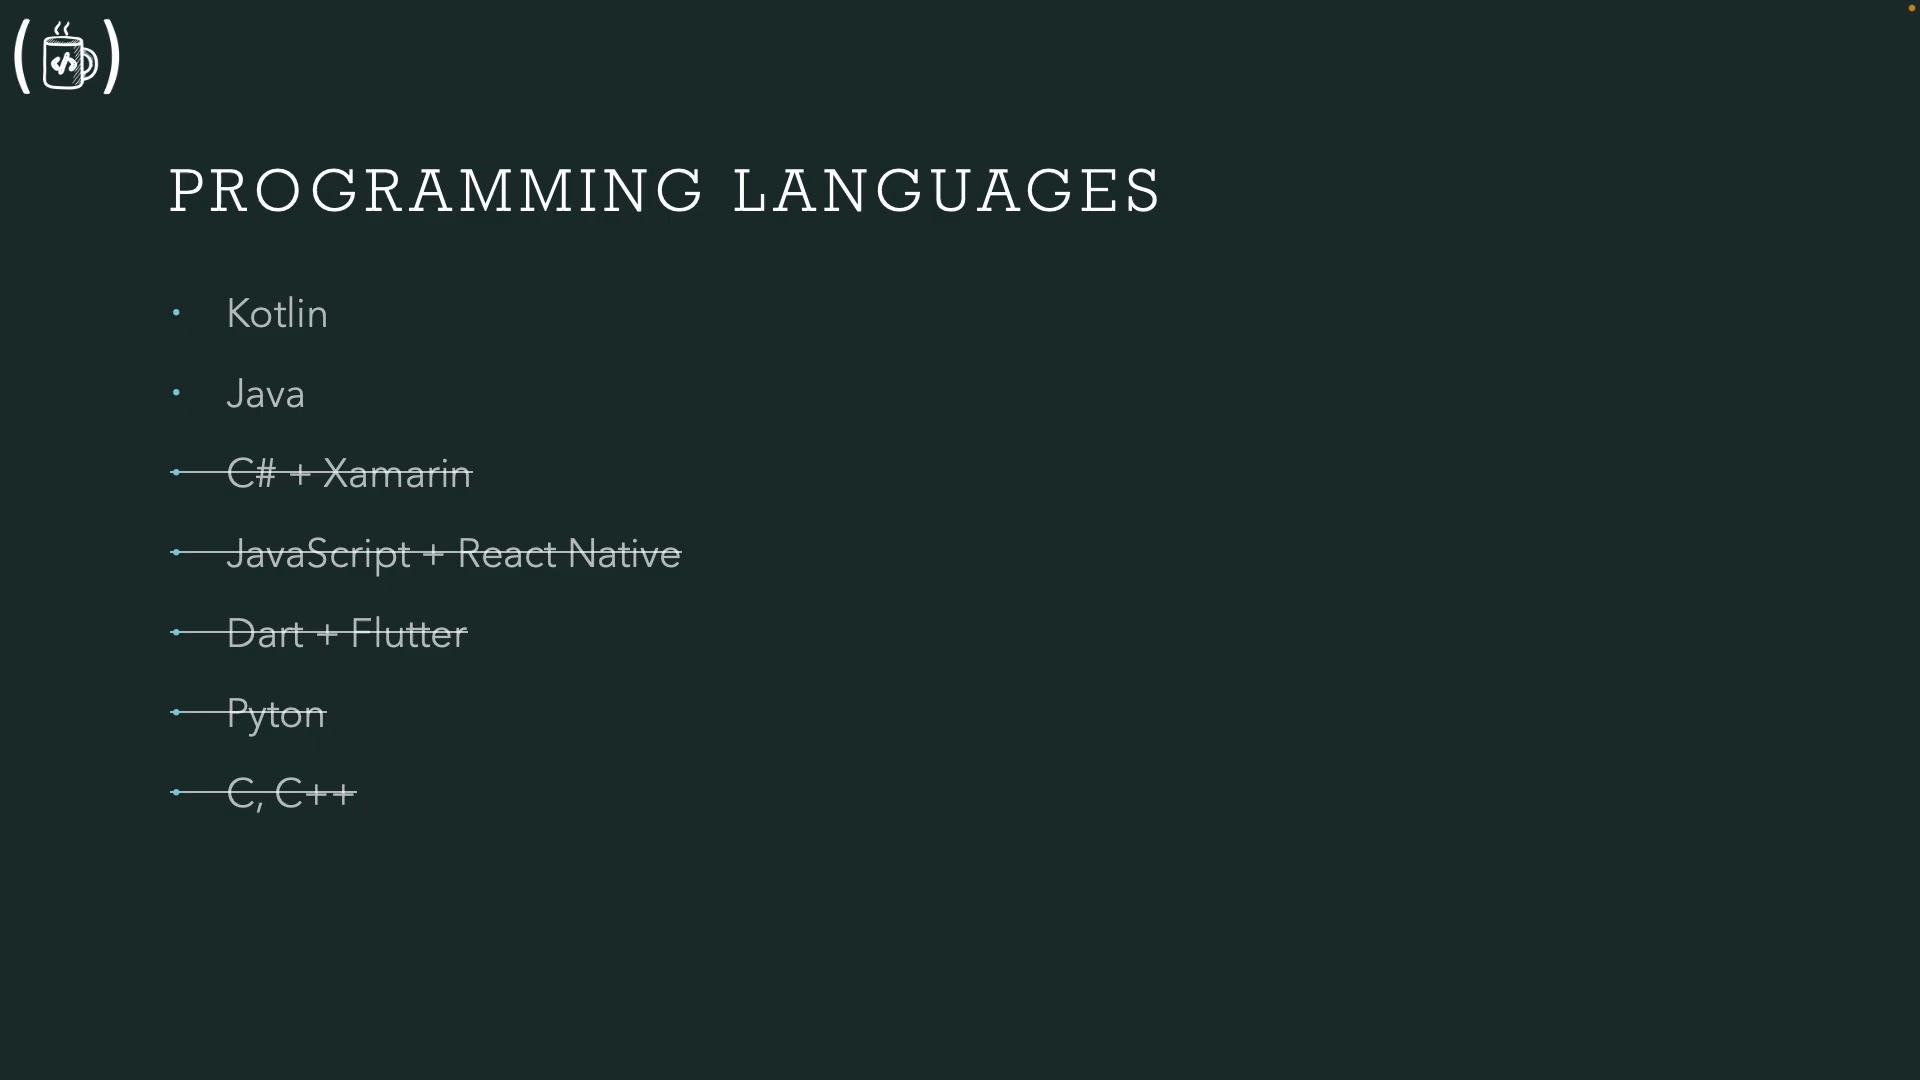 (</>)
PROGRAMMING LANGUAGES
• Kotlin
• Java
• C# + Xamarin
• JavaScript + React Native
• Dart + Flutter
• Pyton
• C, C++